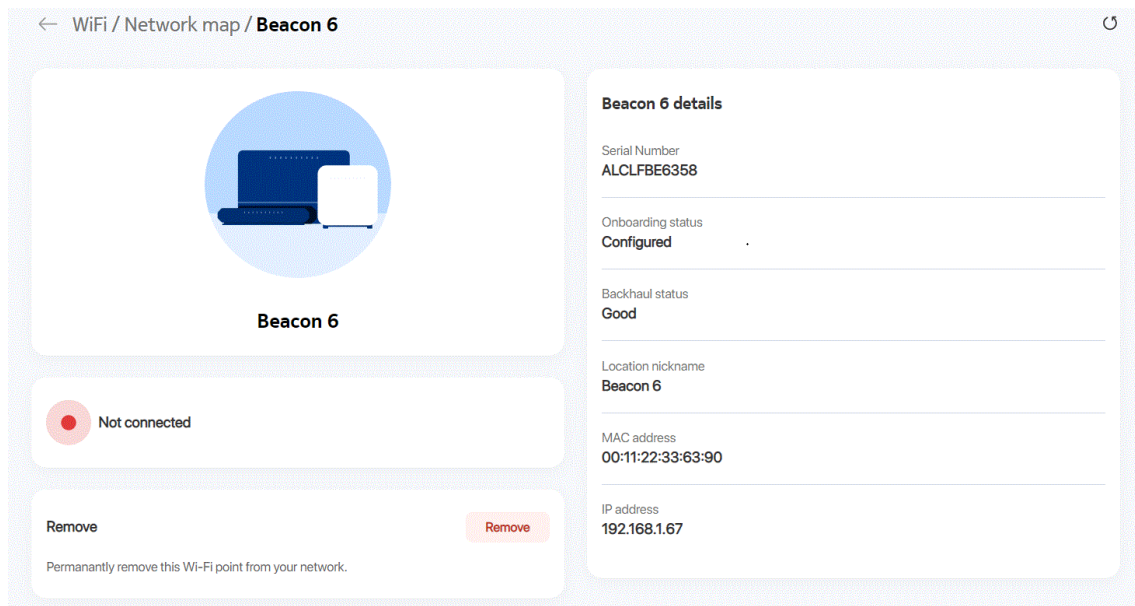 WiFi / Network map / Beacon 6
Beacon 6
Not connected
Remove
Remove
Permanantly remove this Wi-Fi point from your network.
Beacon 6 details
Serial Number
ALCLFBE6358
Onboarding status
Configured
Backhaul status
Good
Location nickname
Beacon 6
MAC address
00:11:22:33:63:90
IP address
192.168.1.67